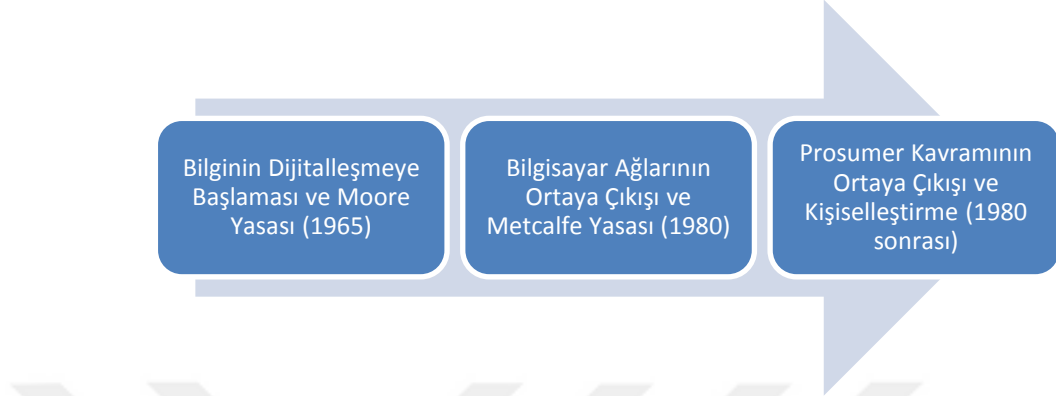 Bilginin Dijitalleşmeye
Başlaması ve Moore
Yasası (1965)
Bilgisayar Ağlarının
Ortaya Çıkışı ve
Metcalfe Yasası (1980)
Prosumer Kavramının
Ortaya Çıkışı ve
Kişiselleştirme (1980
sonrası)